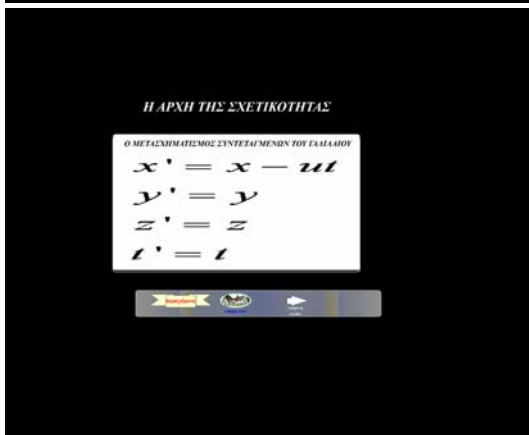 Η ΑΡΧΗ ΤΗΣ ΣΧΕΤΙΚΟΤΗΤΑΣ
Ο ΜΕΤΑΣΧΗΜΑΤΙΣΜΟΣ ΣΥΝΤΕΤΑΓΜΕΝΩΝ ΤΟΥ ΓΑΛΙΛΑΙΟΥ
x' = x − ut
y' = y
z' = z
t' = t